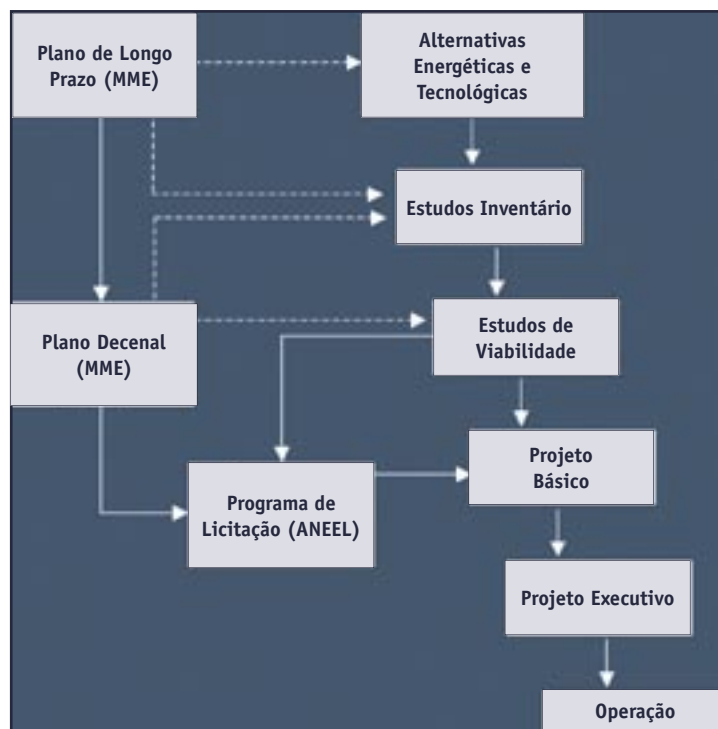 Plano de Longo
Prazo (MME)
Alternativas
Energéticas e
Tecnológicas
Estudos Inventário
Plano Decenal
(MME)
Estudos de
Viabilidade
Programa de
Licitação (ANEEL)
Projeto
Básico
Projeto Executivo
Operação